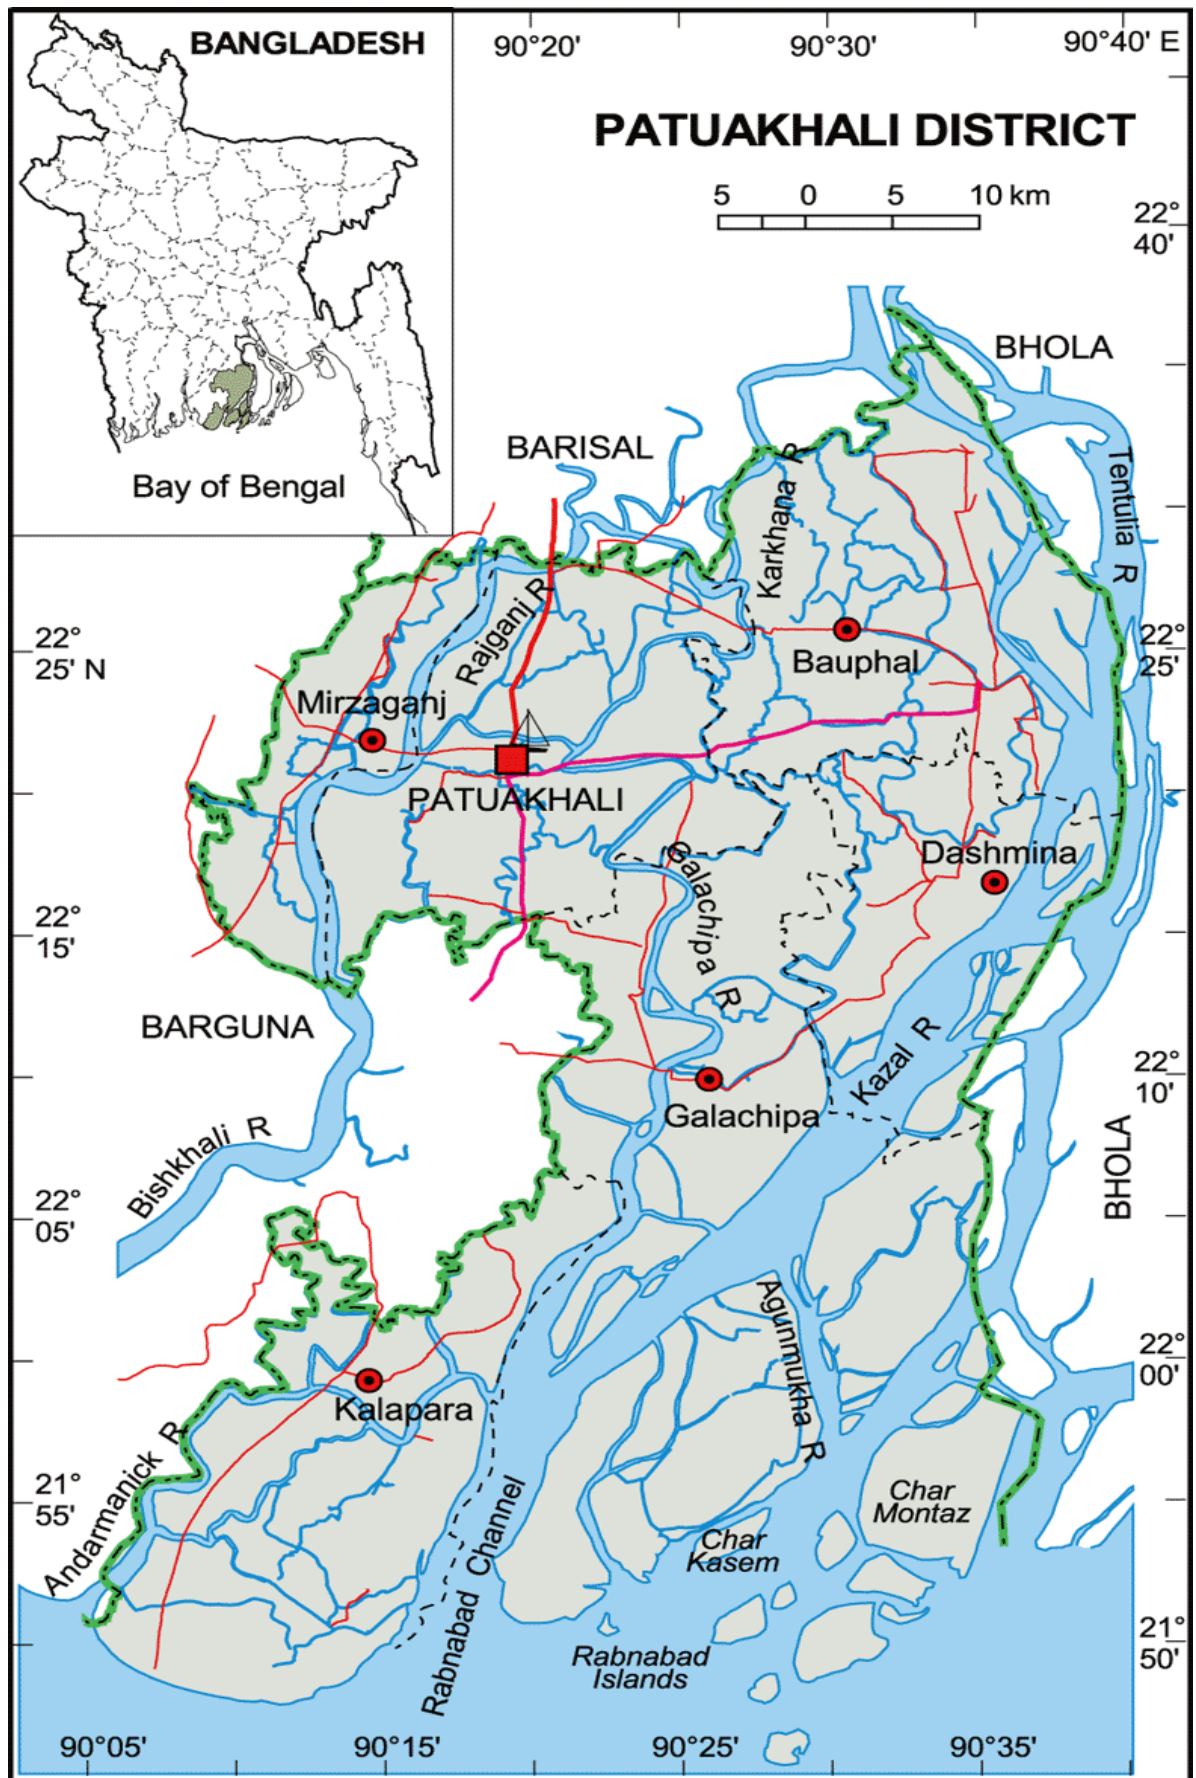 BANGLADESH
Bay of Bengal
90°20'
90°30'
90°40' E
PATUAKHALI DISTRICT
5 0 5 10 km
22°
40'
BHOLA
BARISAL
Tentulia R
Karkhana R
22°
25' N
Rajganj R
22°
25'
Bauphal
Mirzaganj
PATUAKHALI
Dashmina
Galachipa R
22°
15'
BARGUNA
Kazal R
22°
10'
Galachipa
Bishkhali R
BHOLA
22°
05'
Agunmukha R
22°
00'
Kalapara
Andarmanick R
21°
55'
Char
Montaz
Char
Kasem
Rabnabad Channel
Rabnabad
Islands
21°
50'
90°05'
90°15'
90°25'
90°35'